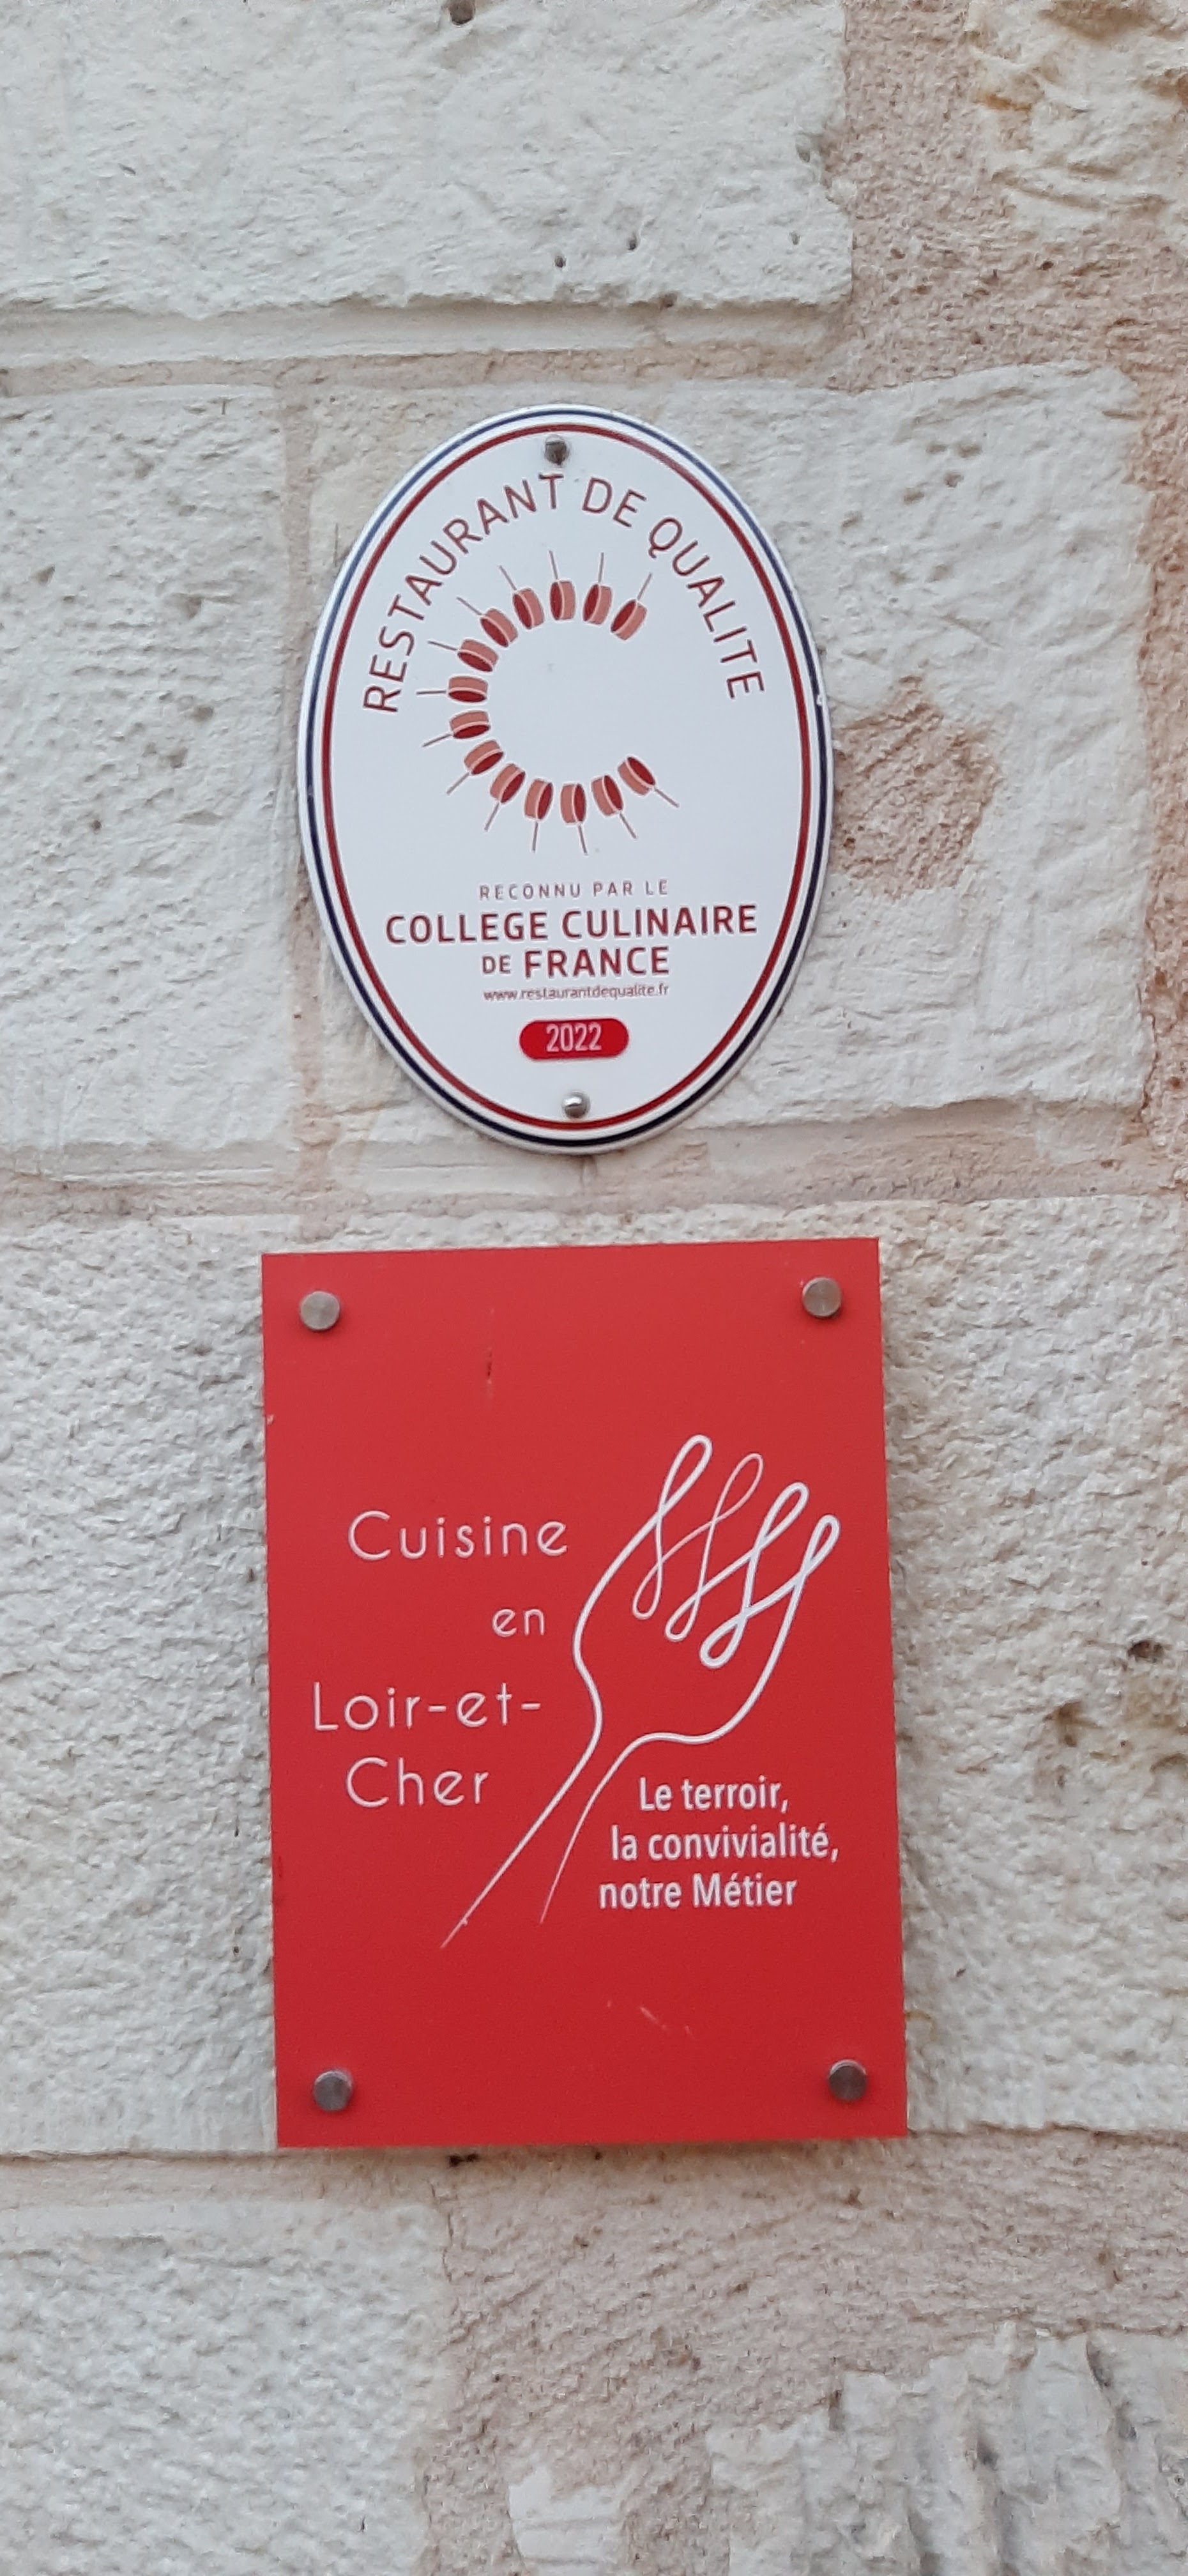 RESTAURANT DE QUALITE
RECONNU PAR LE
COLLEGE CULINAIRE
DE FRANCE
www.restaurantdequalite.fr
2022
Cuisine
en
Loir-et-
Cher
Le terroir,
la convivialité,
notre Métier